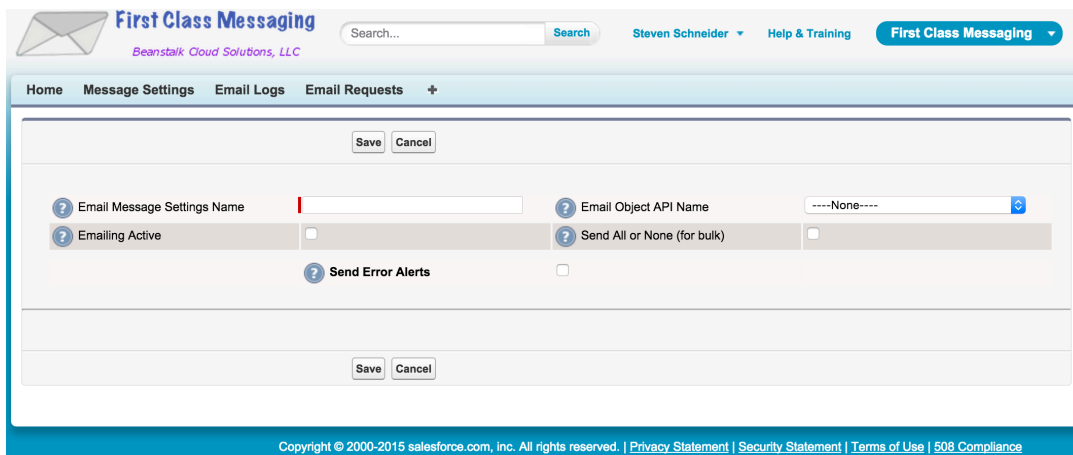 First Class Messaging
Beanstalk Cloud Solutions, LLC
Search... Search Steven Schneider Help & Training First Class Messaging
Home Message Settings Email Logs Email Requests +
Save Cancel
? Email Message Settings Name ? Email Object API Name ----None----
? Emailing Active ? Send All or None (for bulk)
? Send Error Alerts
Save Cancel
Copyright © 2000-2015 salesforce.com, inc. All rights reserved. | Privacy Statement | Security Statement | Terms of Use | 508 Compliance